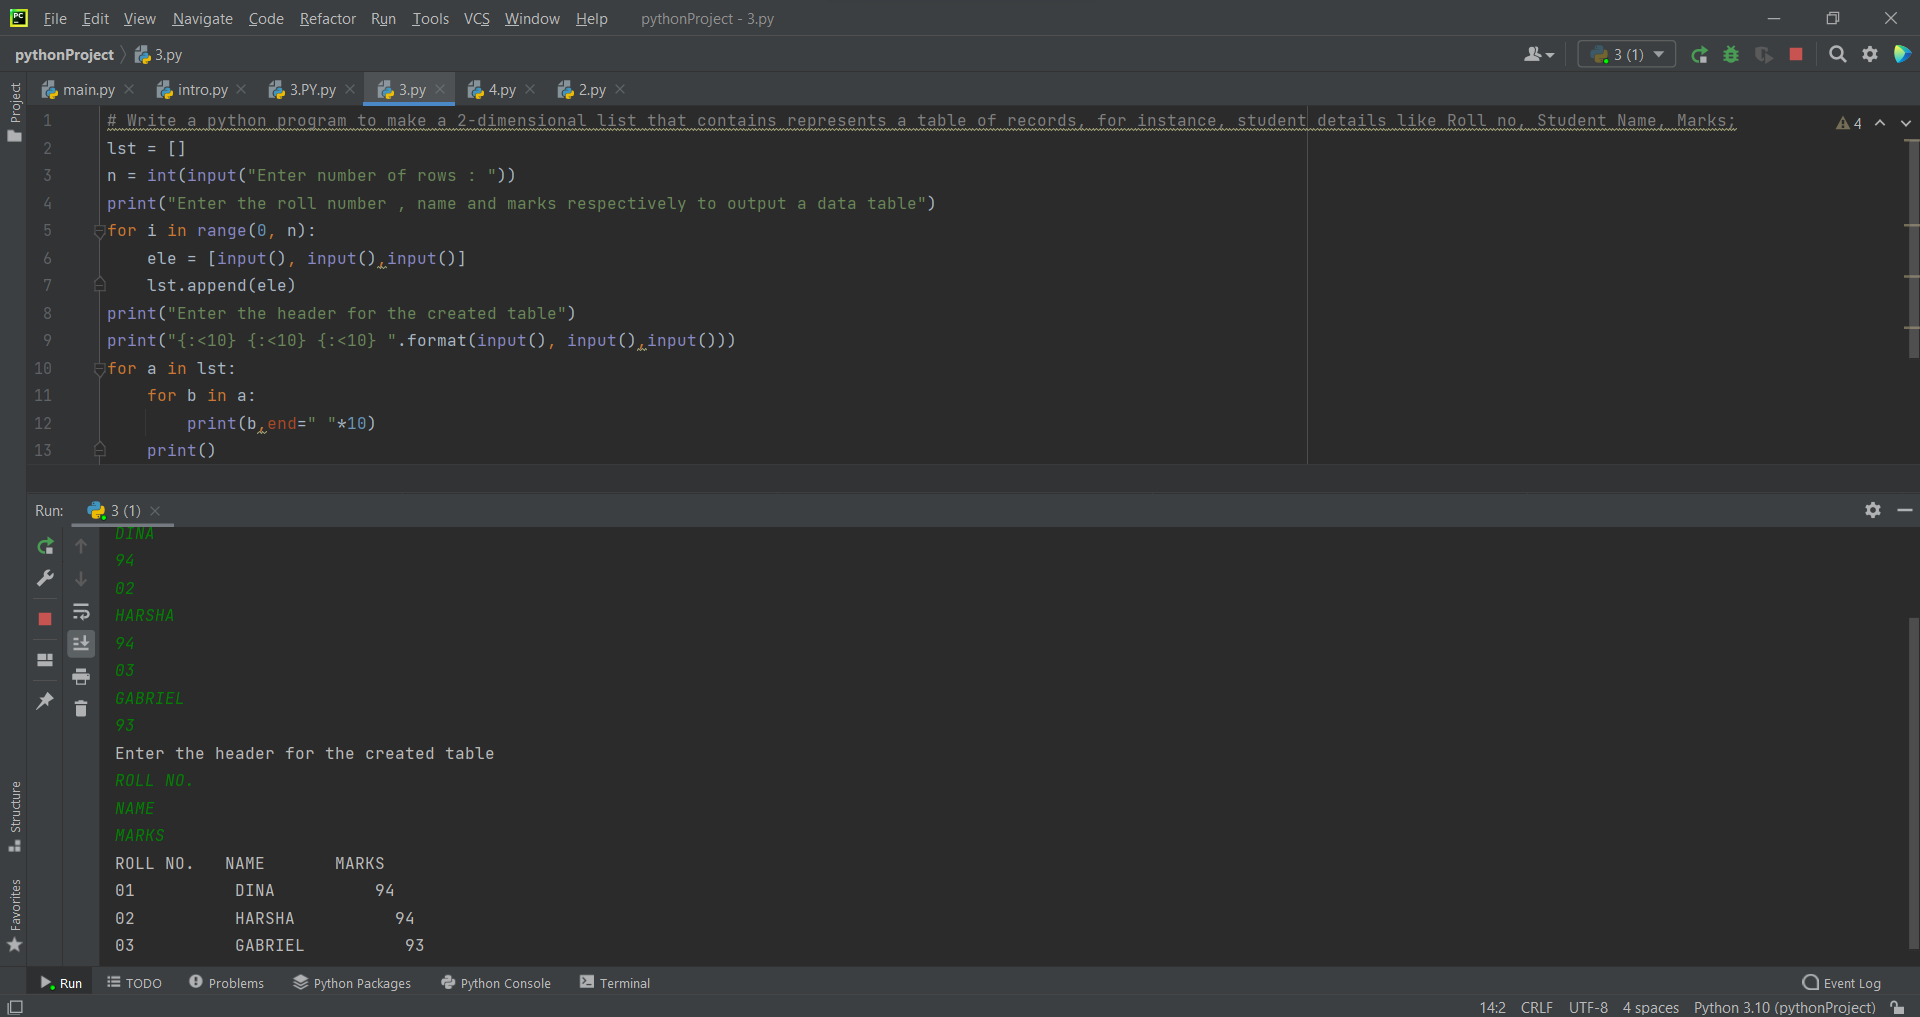 File Edit View Navigate Code Refactor Run Tools VCS Window Help pythonProject - 3.py
pythonProject 3.py 3 (1)
main.py intro.py 3.PY.py 3.py 4.py 2.py
1 # Write a python program to make a 2-dimensional list that contains represents a table of records, for instance, student details like Roll no, Student Name, Marks; 4
2 lst = []
3 n = int(input("Enter number of rows : "))
4 print("Enter the roll number , name and marks respectively to output a data table")
5 for i in range(0, n):
6     ele = [input(), input(),input()]
7     lst.append(ele)
8 print("Enter the header for the created table")
9 print("{:<10} {:<10} {:<10} ".format(input(), input(),input()))
10 for a in lst:
11     for b in a:
12         print(b,end=" "*10)
13     print()
Project
Structure
Favorites
Run: 3 (1)
DINA
94
02
HARSHA
94
03
GABRIEL
93
Enter the header for the created table
ROLL NO.
NAME
MARKS
ROLL NO.   NAME       MARKS
01          DINA          94
02          HARSHA          94
03          GABRIEL          93
Run TODO Problems Python Packages Python Console Terminal Event Log
14:2 CRLF UTF-8 4 spaces Python 3.10 (pythonProject)